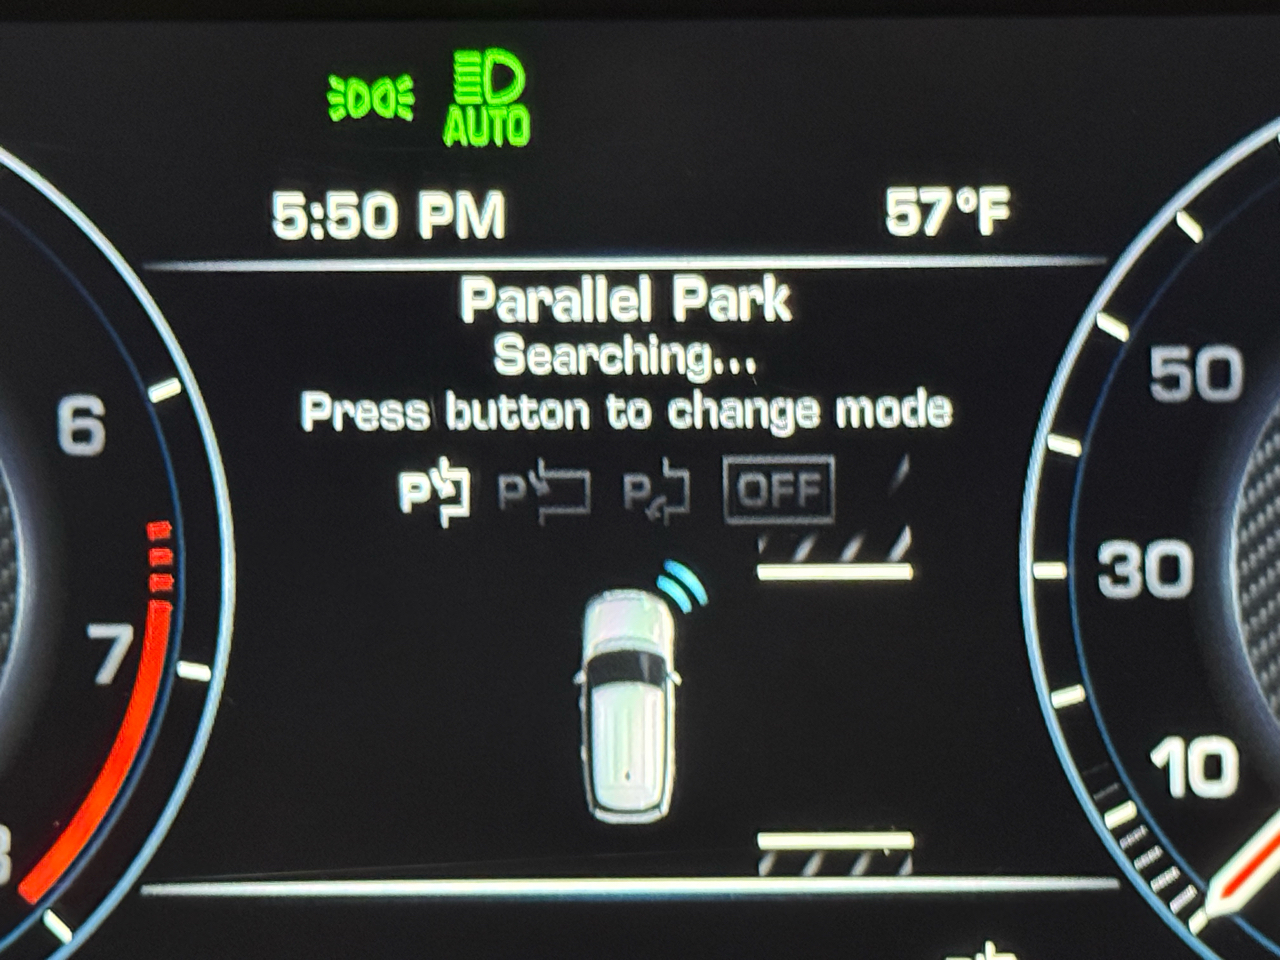 AUTO
5:50 PM 57°F
Parallel Park
Searching...
Press button to change mode
P P P OFF
6
7
8
50
30
10